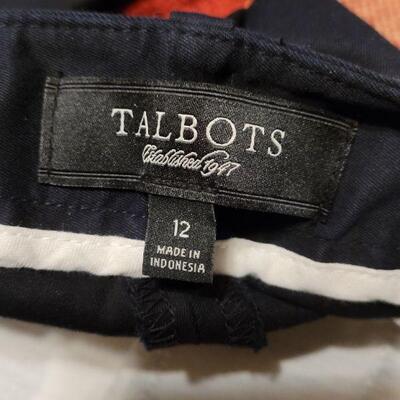 TALBOTS
Established 1947
12
MADE IN
INDONESIA